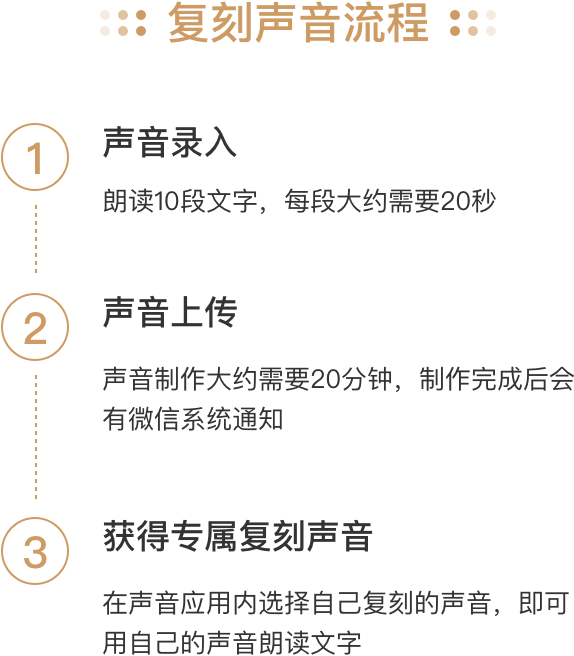 复刻声音流程
1
声音录入
朗读10段文字，每段大约需要20秒
2
声音上传
声音制作大约需要20分钟，制作完成后会
有微信系统通知
3
获得专属复刻声音
在声音应用内选择自己复刻的声音，即可
用自己的声音朗读文字